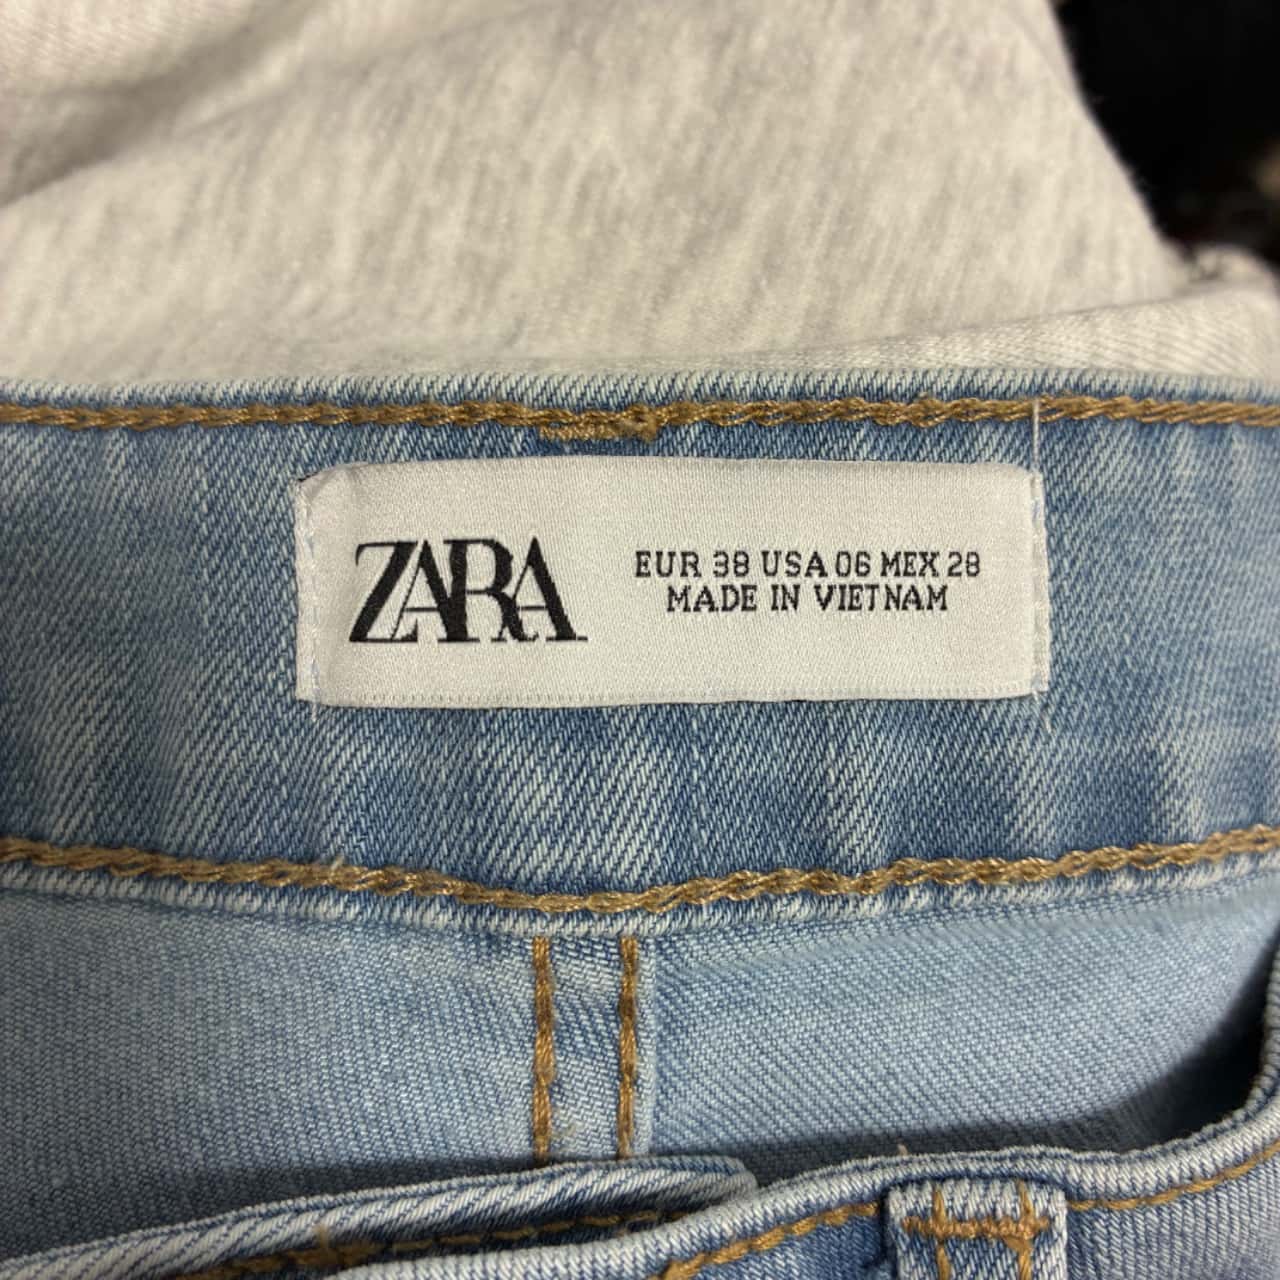 ZARA
EUR 38 USA 06 MEX 28
MADE IN VIETNAM